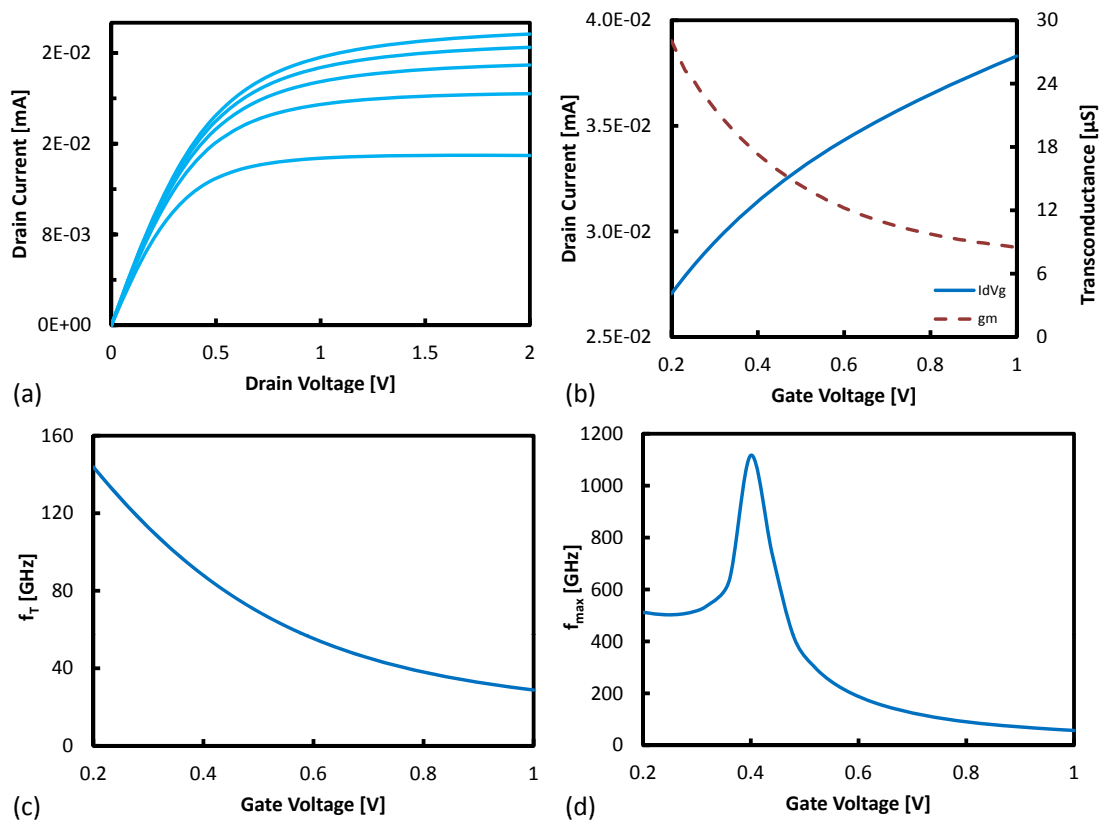 2E-02
2E-02
8E-03
0E+00
0 0.5 1 1.5 2
Drain Current [mA]
Drain Voltage [V]
(a)
4.0E-02
3.5E-02
3.0E-02
2.5E-02
30
24
18
12
6
0
0.2 0.4 0.6 0.8 1
Drain Current [mA]
Transconductance [µS]
IdVg
gm
Gate Voltage [V]
(b)
160
120
80
40
0
0.2 0.4 0.6 0.8 1
fT [GHz]
Gate Voltage [V]
(c)
1200
1000
800
600
400
200
0
0.2 0.4 0.6 0.8 1
fmax [GHz]
Gate Voltage [V]
(d)